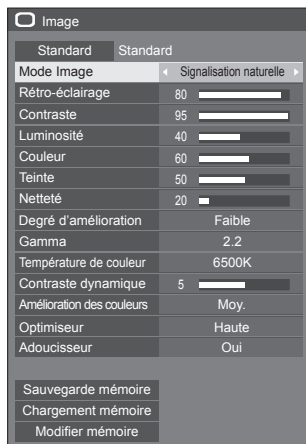 Image
Standard Standard
Mode Image Signalisation naturelle
Rétro-éclairage 80
Contraste 95
Luminosité 40
Couleur 60
Teinte 50
Netteté 20
Degré d'amélioration Faible
Gamma 2.2
Température de couleur 6500K
Contraste dynamique 5
Amélioration des couleurs Moy.
Optimiseur Haute
Adoucisseur Oui
Sauvegarde mémoire
Chargement mémoire
Modifier mémoire